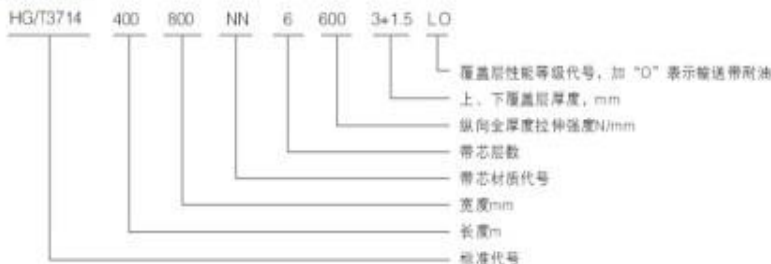 HG/T3714 400 800 NN 6 600 3+1.5 LO
覆盖层性能等级代号，加“O”表示输送带耐油
上、下覆盖层厚度，mm
纵向全厚度拉伸强度N/mm
带芯层数
带芯材质代号
宽度mm
长度m
标准代号